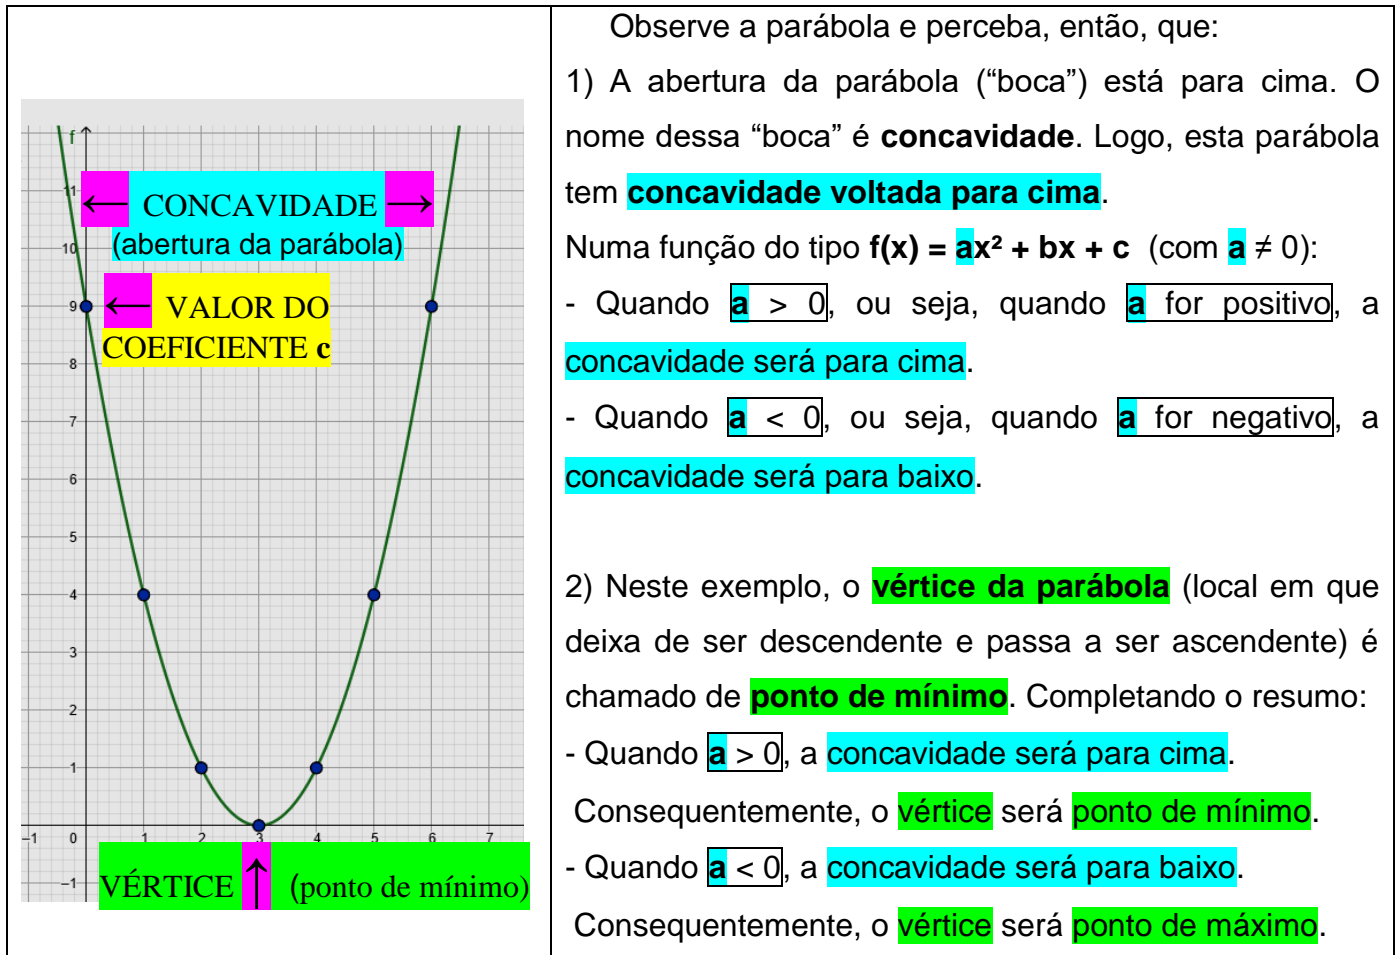 f
11
← CONCAVIDADE →
(abertura da parábola)
10
9
← VALOR DO
COEFICIENTE c
8
7
6
5
4
3
2
1
−1 0 1 2 3 4 5 6 7
−1
VÉRTICE ↑ (ponto de mínimo)
Observe a parábola e perceba, então, que:
1) A abertura da parábola (“boca”) está para cima. O
nome dessa “boca” é concavidade. Logo, esta parábola
tem concavidade voltada para cima.
Numa função do tipo f(x) = ax² + bx + c (com a ≠ 0):
- Quando a > 0, ou seja, quando a for positivo, a
concavidade será para cima.
- Quando a < 0, ou seja, quando a for negativo, a
concavidade será para baixo.
2) Neste exemplo, o vértice da parábola (local em que
deixa de ser descendente e passa a ser ascendente) é
chamado de ponto de mínimo. Completando o resumo:
- Quando a > 0, a concavidade será para cima.
Consequentemente, o vértice será ponto de mínimo.
- Quando a < 0, a concavidade será para baixo.
Consequentemente, o vértice será ponto de máximo.